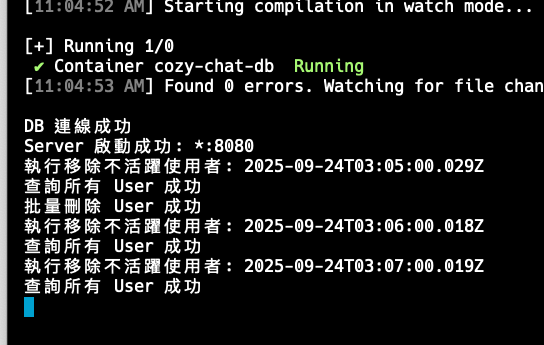 [11:04:52 AM] Starting compilation in watch mode...
[+] Running 1/0
✔ Container cozy-chat-db Running
[11:04:53 AM] Found 0 errors. Watching for file chan
DB 連線成功
Server 啟動成功: *:8080
執行移除不活躍使用者: 2025-09-24T03:05:00.029Z
查詢所有 User 成功
批量刪除 User 成功
執行移除不活躍使用者: 2025-09-24T03:06:00.018Z
查詢所有 User 成功
執行移除不活躍使用者: 2025-09-24T03:07:00.019Z
查詢所有 User 成功